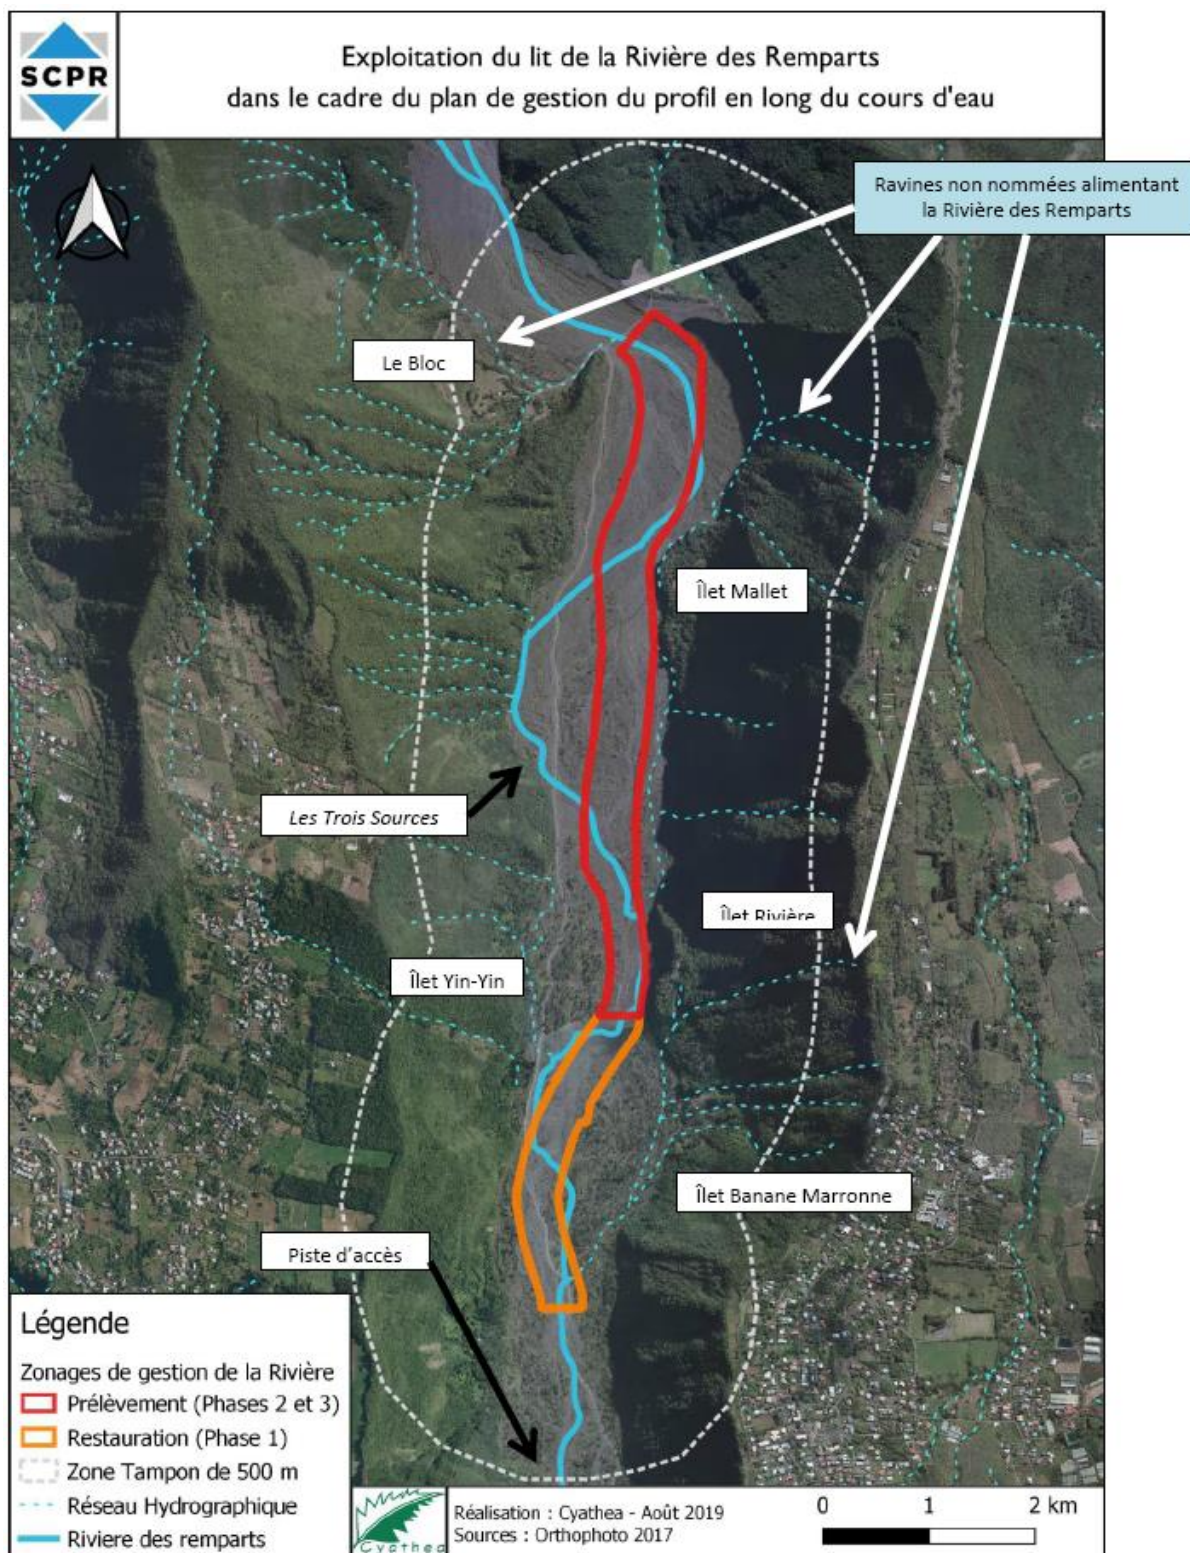 SCPR
Exploitation du lit de la Rivière des Remparts
dans le cadre du plan de gestion du profil en long du cours d'eau
Ravines non nommées alimentant
la Rivière des Remparts
Le Bloc
Îlet Mallet
Les Trois Sources
Îlet Rivière
Îlet Yin-Yin
Îlet Banane Marronne
Piste d'accès
Légende
Zonages de gestion de la Rivière
Prélèvement (Phases 2 et 3)
Restauration (Phase 1)
Zone Tampon de 500 m
Réseau Hydrographique
Riviere des remparts
Cyathea
Réalisation : Cyathea - Août 2019
Sources : Orthophoto 2017
0 1 2 km